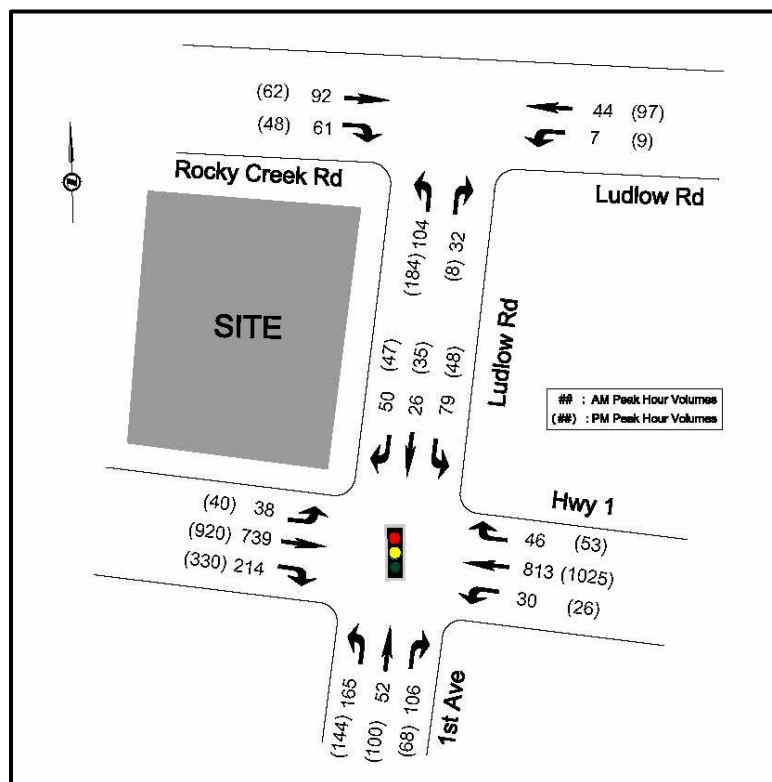 (62) 92
44 (97)
(48) 61
7 (9)
Rocky Creek Rd
Ludlow Rd
(184) 104
(8) 32
SITE
Ludlow Rd
50 (47)
26 (35)
79 (48)
## : AM Peak Hour Volumes
(##) : PM Peak Hour Volumes
Hwy 1
(40) 38
46 (53)
(920) 739
813 (1025)
(330) 214
30 (26)
(144) 165
(100) 52
(68) 106
1st Ave